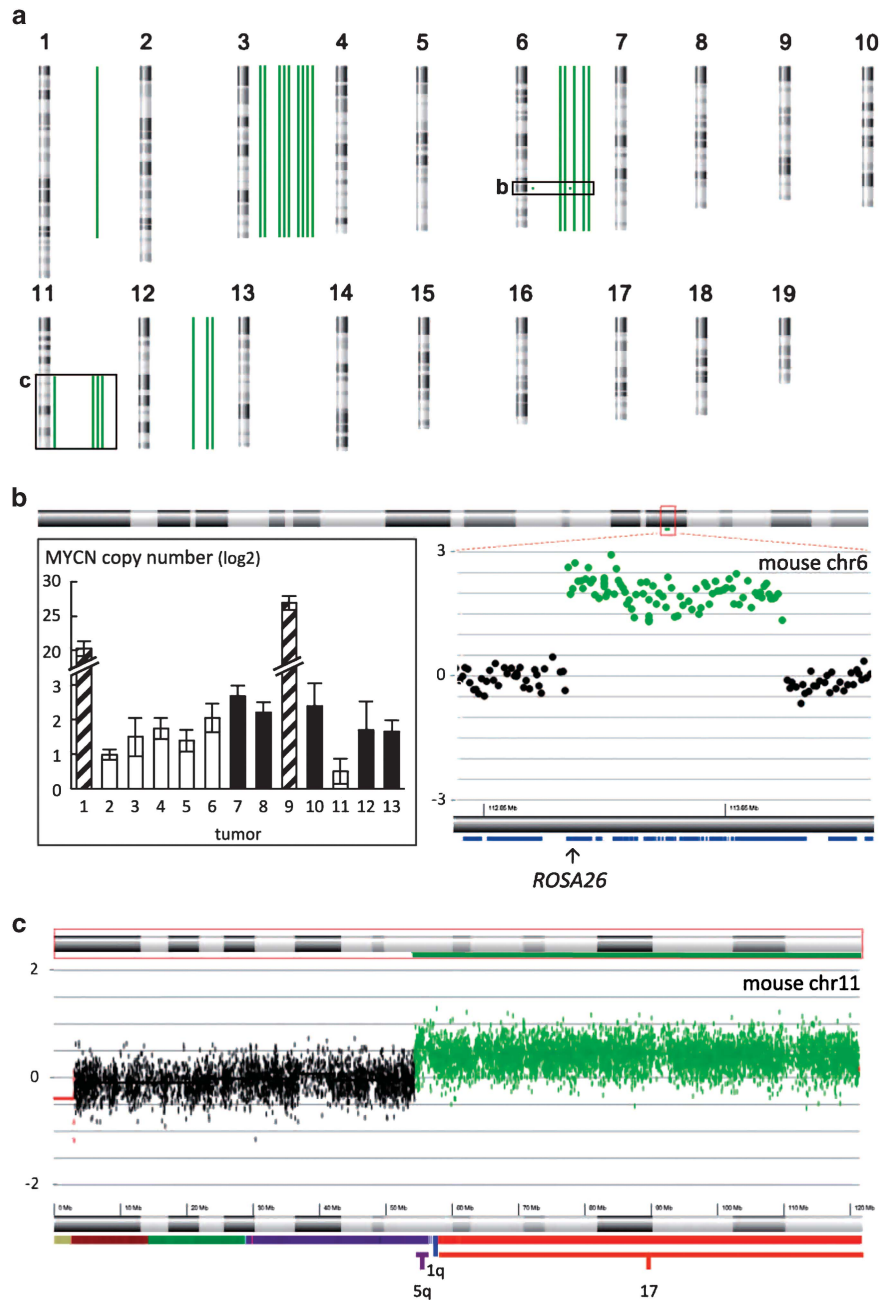 a
1 2 3 4 5 6 7 8 9 10
b
11 12 13 14 15 16 17 18 19
c
b
MYCN copy number (log2)
30
25
20
3
2
1
0
1 2 3 4 5 6 7 8 9 10 11 12 13
tumor
3
mouse chr6
0
-3
112.65 Mb 113.65 Mb
ROSA26
c
2
mouse chr11
0
-2
0 Mb 10 Mb 20 Mb 30 Mb 40 Mb 50 Mb 60 Mb 70 Mb 80 Mb 90 Mb 100 Mb 110 Mb 120 Mb
1q
5q 17